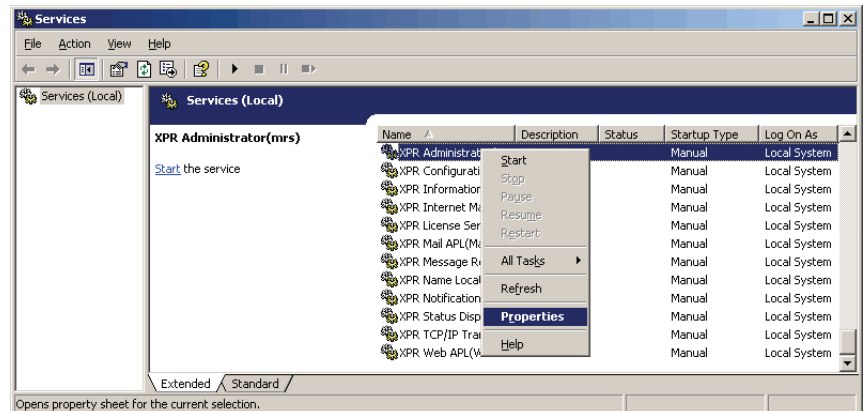 Services
File Action View Help
Services (Local)
Services (Local)
XPR Administrator(mrs)
Start the service
Name Description Status Startup Type Log On As
XPR Administrat Manual Local System
XPR Configurati Manual Local System
XPR Information Manual Local System
XPR Internet Ma Manual Local System
XPR License Ser Manual Local System
XPR Mail APL(Ma Manual Local System
XPR Message R Manual Local System
XPR Name Locat Manual Local System
XPR Notification Manual Local System
XPR Status Disp Manual Local System
XPR TCP/IP Tra Manual Local System
XPR Web APL(W Manual Local System
Start
Stop
Pause
Resume
Restart
All Tasks
Refresh
Properties
Help
Extended Standard
Opens property sheet for the current selection.